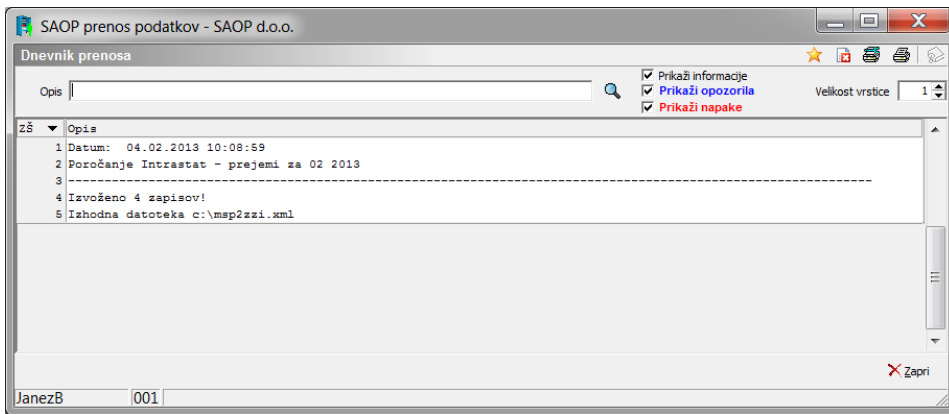 SAOP prenos podatkov - SAOP d.o.o.
Dnevnik prenosa
Opis
Prikaži informacije
Prikaži opozorila
Prikaži napake
Velikost vrstice 1
ZŠ Opis
1 Datum: 04.02.2013 10:08:59
2 Poročanje Intrastat - prejemi za 02 2013
3 ----------------------------------------------------------------------------------------------------------------
4 Izvoženo 4 zapisov!
5 Izhodna datoteka c:\msp2zzi.xml
Zapri
JanezB 001